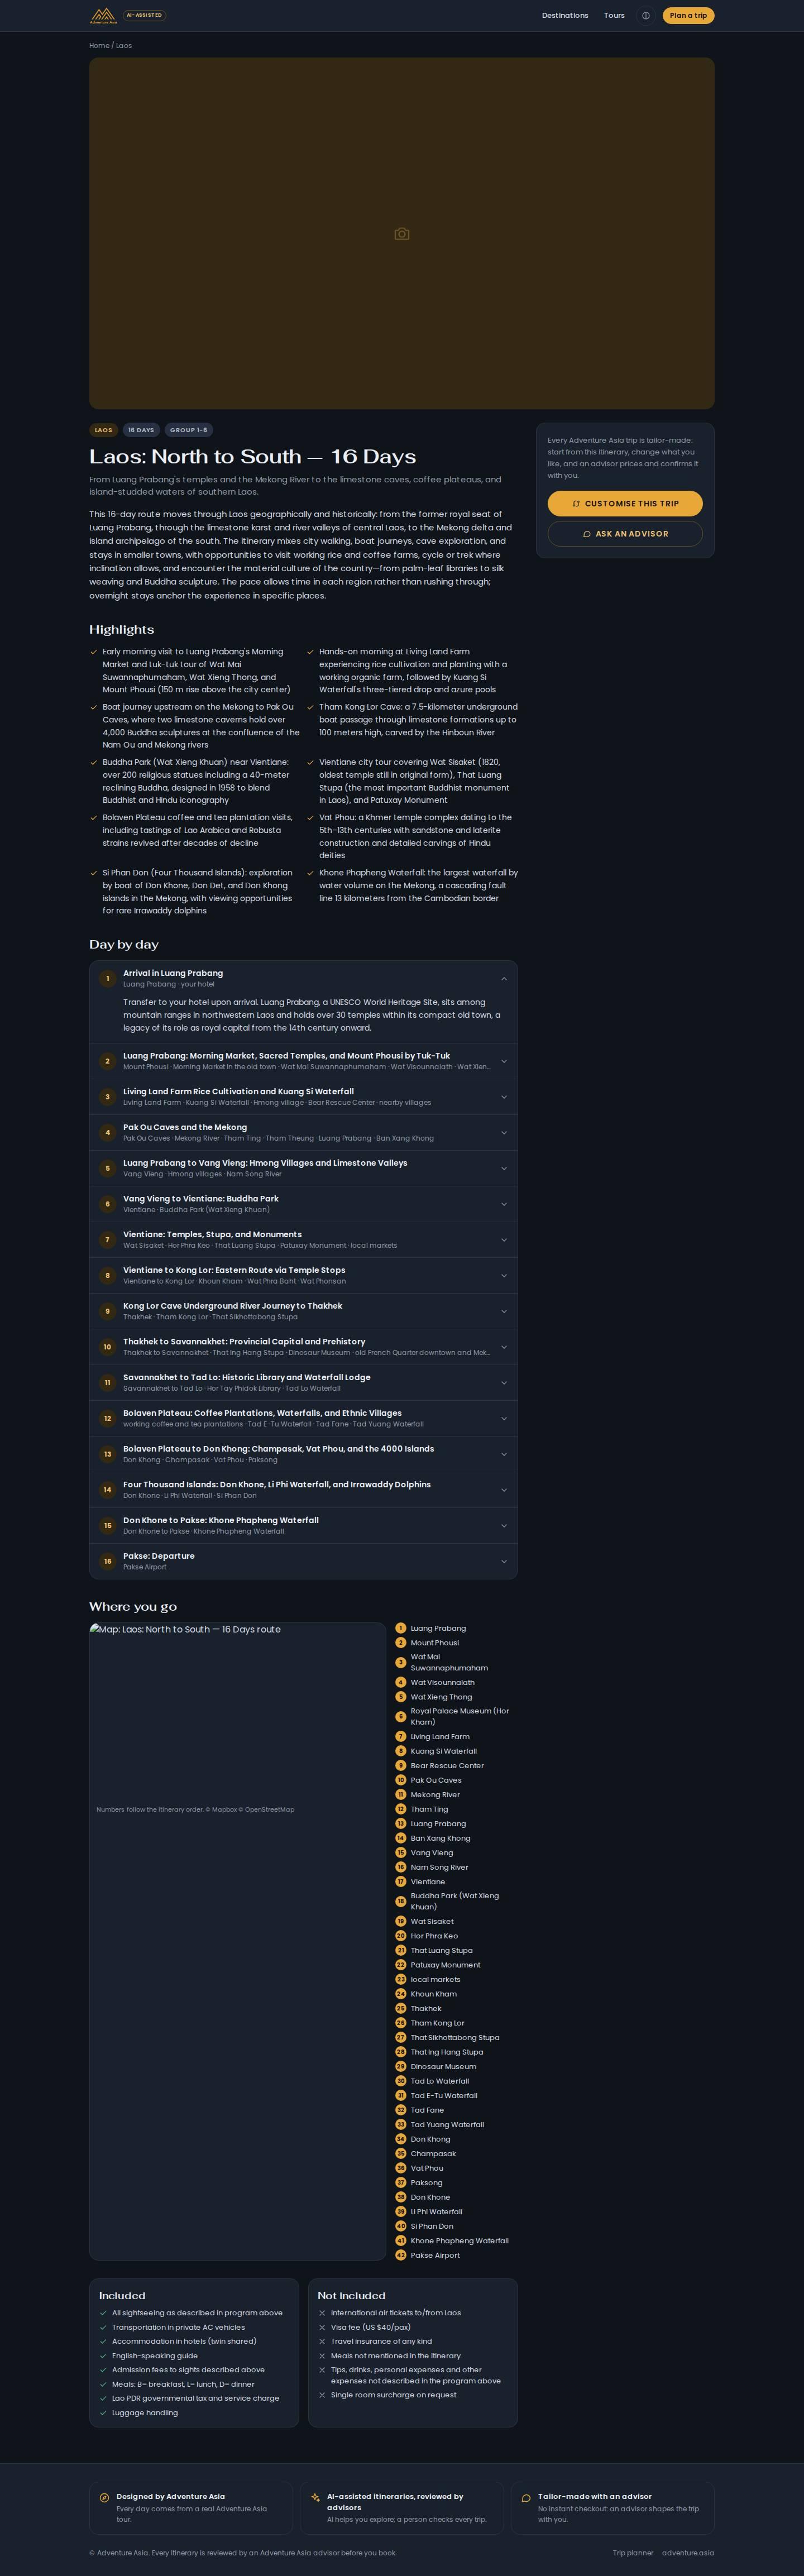 Adventure Asia
AI-ASSISTED
Destinations
Tours
Plan a trip
Home / Laos
LAOS
16 DAYS
GROUP 1–6
Laos: North to South — 16 Days
From Luang Prabang's temples and the Mekong River to the limestone caves, coffee plateaus, and
island-studded waters of southern Laos.
This 16-day route moves through Laos geographically and historically: from the former royal seat of
Luang Prabang, through the limestone karst and river valleys of central Laos, to the Mekong delta and
island archipelago of the south. The itinerary mixes city walking, boat journeys, cave exploration, and
stays in smaller towns, with opportunities to visit working rice and coffee farms, cycle or trek where
inclination allows, and encounter the material culture of the country—from palm-leaf libraries to silk
weaving and Buddha sculpture. The pace allows time in each region rather than rushing through;
overnight stays anchor the experience in specific places.
Every Adventure Asia trip is tailor-made:
start from this itinerary, change what you
like, and an advisor prices and confirms it
with you.
CUSTOMISE THIS TRIP
ASK AN ADVISOR
Highlights
Early morning visit to Luang Prabang's Morning
Market and tuk-tuk tour of Wat Mai
Suwannaphumaham, Wat Xieng Thong, and
Mount Phousi (150 m rise above the city center)
Hands-on morning at Living Land Farm
experiencing rice cultivation and planting with a
working organic farm, followed by Kuang Si
Waterfall's three-tiered drop and azure pools
Boat journey upstream on the Mekong to Pak Ou
Caves, where two limestone caverns hold over
4,000 Buddha sculptures at the confluence of the
Nam Ou and Mekong rivers
Tham Kong Lor Cave: a 7.5-kilometer underground
boat passage through limestone formations up to
100 meters high, carved by the Hinboun River
Buddha Park (Wat Xieng Khuan) near Vientiane:
over 200 religious statues including a 40-meter
reclining Buddha, designed in 1958 to blend
Buddhist and Hindu iconography
Vientiane city tour covering Wat Sisaket (1820,
oldest temple still in original form), That Luang
Stupa (the most important Buddhist monument
in Laos), and Patuxay Monument
Bolaven Plateau coffee and tea plantation visits,
including tastings of Lao Arabica and Robusta
strains revived after decades of decline
Vat Phou: a Khmer temple complex dating to the
5th–13th centuries with sandstone and laterite
construction and detailed carvings of Hindu
deities
Si Phan Don (Four Thousand Islands): exploration
by boat of Don Khone, Don Det, and Don Khong
islands in the Mekong, with viewing opportunities
for rare Irrawaddy dolphins
Khone Phapheng Waterfall: the largest waterfall by
water volume on the Mekong, a cascading fault
line 13 kilometers from the Cambodian border
Day by day
1
Arrival in Luang Prabang
Luang Prabang · your hotel
Transfer to your hotel upon arrival. Luang Prabang, a UNESCO World Heritage Site, sits among
mountain ranges in northwestern Laos and holds over 30 temples within its compact old town, a
legacy of its role as royal capital from the 14th century onward.
2
Luang Prabang: Morning Market, Sacred Temples, and Mount Phousi by Tuk-Tuk
Mount Phousi · Morning Market in the old town · Wat Mai Suwannaphumaham · Wat Visounnalath · Wat Xien...
3
Living Land Farm Rice Cultivation and Kuang Si Waterfall
Living Land Farm · Kuang Si Waterfall · Hmong village · Bear Rescue Center · nearby villages
4
Pak Ou Caves and the Mekong
Pak Ou Caves · Mekong River · Tham Ting · Tham Theung · Luang Prabang · Ban Xang Khong
5
Luang Prabang to Vang Vieng: Hmong Villages and Limestone Valleys
Vang Vieng · Hmong villages · Nam Song River
6
Vang Vieng to Vientiane: Buddha Park
Vientiane · Buddha Park (Wat Xieng Khuan)
7
Vientiane: Temples, Stupa, and Monuments
Wat Sisaket · Hor Phra Keo · That Luang Stupa · Patuxay Monument · local markets
8
Vientiane to Kong Lor: Eastern Route via Temple Stops
Vientiane to Kong Lor · Khoun Kham · Wat Phra Baht · Wat Phonsan
9
Kong Lor Cave Underground River Journey to Thakhek
Thakhek · Tham Kong Lor · That Sikhottabong Stupa
10
Thakhek to Savannakhet: Provincial Capital and Prehistory
Thakhek to Savannakhet · That Ing Hang Stupa · Dinosaur Museum · old French Quarter downtown and Mek...
11
Savannakhet to Tad Lo: Historic Library and Waterfall Lodge
Savannakhet to Tad Lo · Hor Tay Phidok Library · Tad Lo Waterfall
12
Bolaven Plateau: Coffee Plantations, Waterfalls, and Ethnic Villages
working coffee and tea plantations · Tad E-Tu Waterfall · Tad Fane · Tad Yuang Waterfall
13
Bolaven Plateau to Don Khong: Champasak, Vat Phou, and the 4000 Islands
Don Khong · Champasak · Vat Phou · Paksong
14
Four Thousand Islands: Don Khone, Li Phi Waterfall, and Irrawaddy Dolphins
Don Khone · Li Phi Waterfall · Si Phan Don
15
Don Khone to Pakse: Khone Phapheng Waterfall
Don Khone to Pakse · Khone Phapheng Waterfall
16
Pakse: Departure
Pakse Airport
Where you go
Map: Laos: North to South — 16 Days route
Numbers follow the itinerary order. © Mapbox © OpenStreetMap
1 Luang Prabang
2 Mount Phousi
3 Wat Mai
Suwannaphumaham
4 Wat Visounnalath
5 Wat Xieng Thong
6 Royal Palace Museum (Hor
Kham)
7 Living Land Farm
8 Kuang Si Waterfall
9 Bear Rescue Center
10 Pak Ou Caves
11 Mekong River
12 Tham Ting
13 Luang Prabang
14 Ban Xang Khong
15 Vang Vieng
16 Nam Song River
17 Vientiane
18 Buddha Park (Wat Xieng
Khuan)
19 Wat Sisaket
20 Hor Phra Keo
21 That Luang Stupa
22 Patuxay Monument
23 local markets
24 Khoun Kham
25 Thakhek
26 Tham Kong Lor
27 That Sikhottabong Stupa
28 That Ing Hang Stupa
29 Dinosaur Museum
30 Tad Lo Waterfall
31 Tad E-Tu Waterfall
32 Tad Fane
33 Tad Yuang Waterfall
34 Don Khong
35 Champasak
36 Vat Phou
37 Paksong
38 Don Khone
39 Li Phi Waterfall
40 Si Phan Don
41 Khone Phapheng Waterfall
42 Pakse Airport
Included
All sightseeing as described in program above
Transportation in private AC vehicles
Accommodation in hotels (twin shared)
English-speaking guide
Admission fees to sights described above
Meals: B= breakfast, L= lunch, D= dinner
Lao PDR governmental tax and service charge
Luggage handling
Not included
International air tickets to/from Laos
Visa fee (US $40/pax)
Travel insurance of any kind
Meals not mentioned in the itinerary
Tips, drinks, personal expenses and other
expenses not described in the program above
Single room surcharge on request
Designed by Adventure Asia
Every day comes from a real Adventure Asia
tour.
AI-assisted itineraries, reviewed by
advisors
AI helps you explore; a person checks every trip.
Tailor-made with an advisor
No instant checkout: an advisor shapes the trip
with you.
© Adventure Asia. Every itinerary is reviewed by an Adventure Asia advisor before you book.
Trip planner
adventure.asia